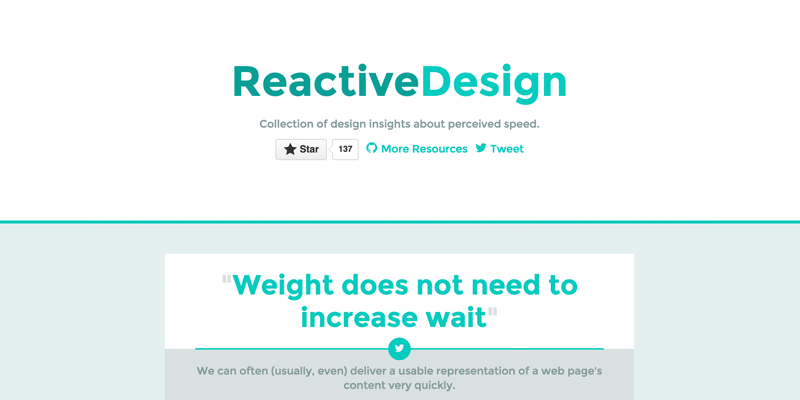 ReactiveDesign
Collection of design insights about perceived speed.
Star 137 More Resources Tweet
"Weight does not need to
increase wait"
We can often (usually, even) deliver a usable representation of a web page's
content very quickly.